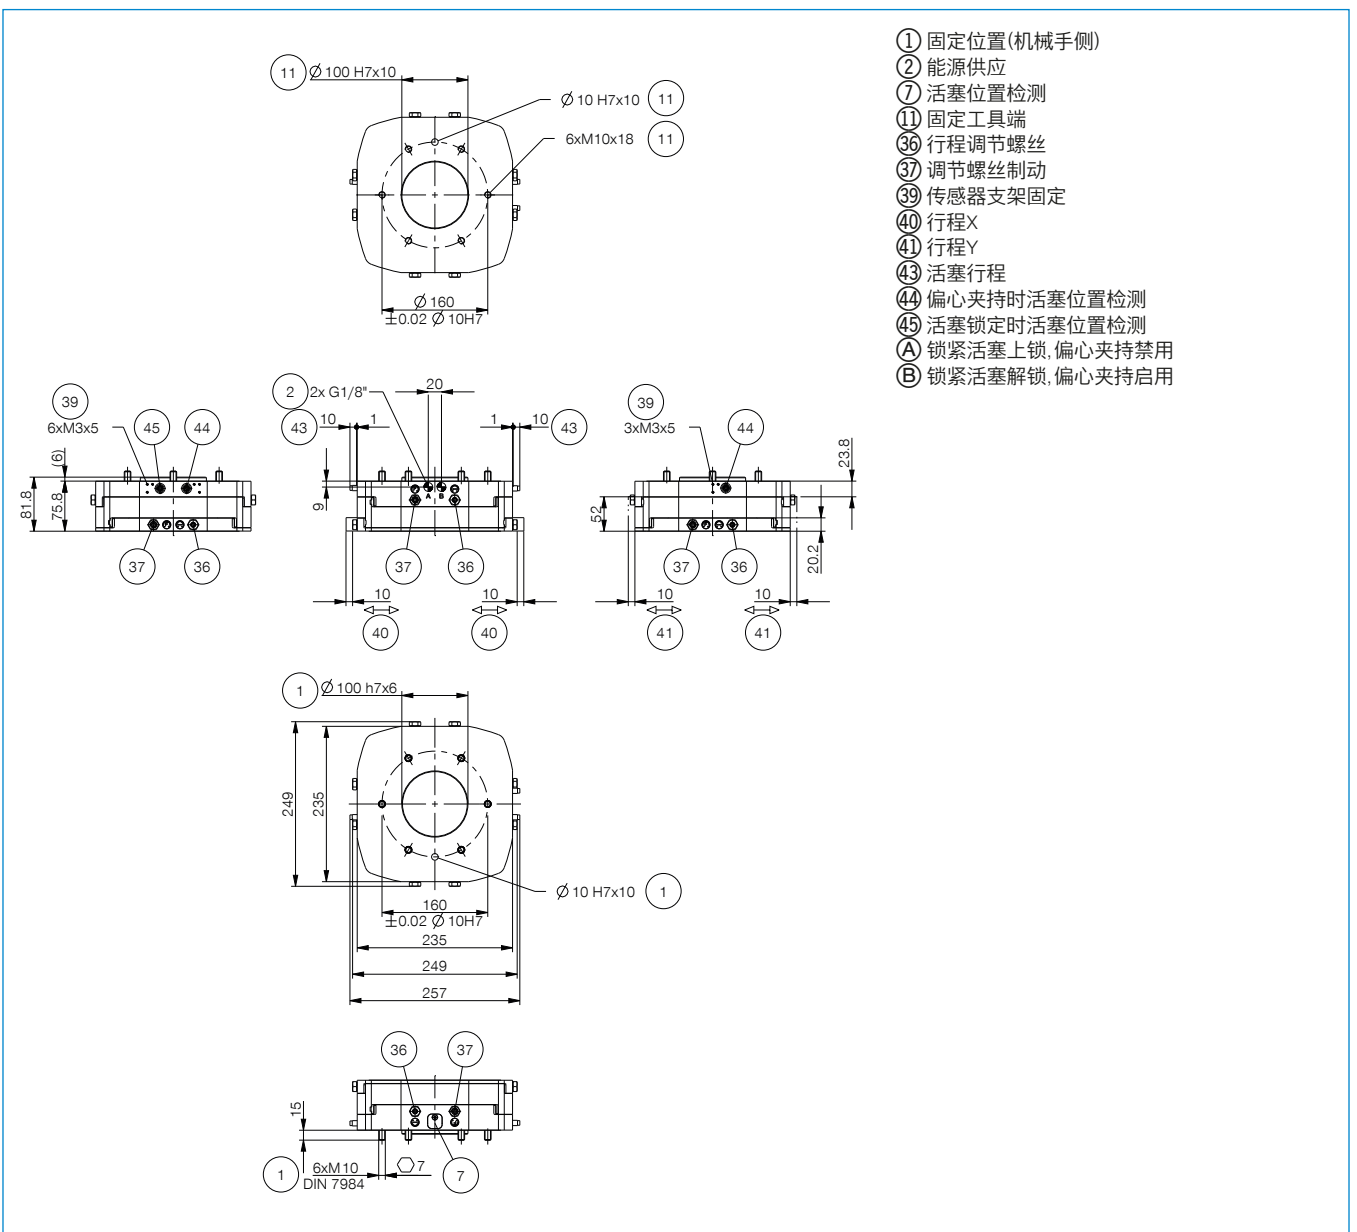 ① 固定位置(机械手侧)
② 能源供应
⑦ 活塞位置检测
⑪ 固定工具端
㊱ 行程调节螺丝
㊲ 调节螺丝制动
㊴ 传感器支架固定
㊵ 行程X
㊶ 行程Y
㊸ 活塞行程
㊹ 偏心夹持时活塞位置检测
㊺ 活塞锁定时活塞位置检测
Ⓐ 锁紧活塞上锁,偏心夹持禁用
Ⓑ 锁紧活塞解锁,偏心夹持启用
11 Ø 100 H7x10
Ø 10 H7x10 11
6xM10x18 11
Ø 160
±0.02 Ø 10H7
39
6xM3x5 45 44
(6)
81.8
75.8
37 36
2 2x G1/8" 20
43 10 1
1 10 43
9
A B
37 36
10 10
40 40
39
3xM3x5 44
23.8
52
20.2
37 36
10 10
41 41
1 Ø 100 h7x6
249
235
Ø 10 H7x10 1
160
±0.02 Ø 10H7
235
249
257
36 37
15
1 6xM10 7 7
DIN 7984